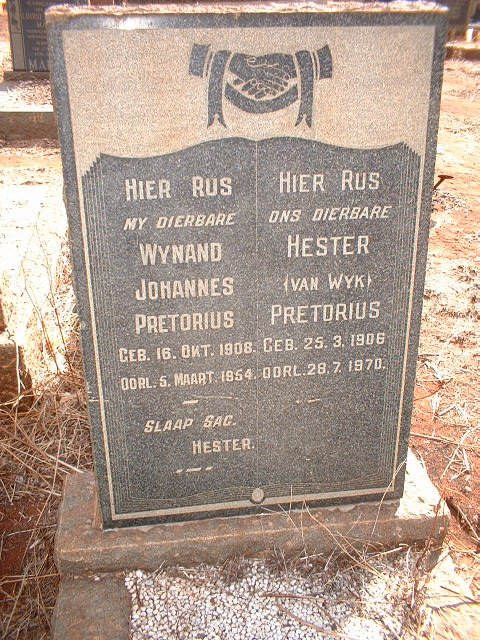 HIER RUS
MY DIERBARE
WYNAND
JOHANNES
PRETORIUS
GEB. 16. OKT. 1908.
OORL. 5. MAART. 1954.
SLAAP SAG.
HESTER.
HIER RUS
ONS DIERBARE
HESTER
(VAN WYK)
PRETORIUS
GEB. 25. 3. 1906
OORL. 28. 7. 1970.